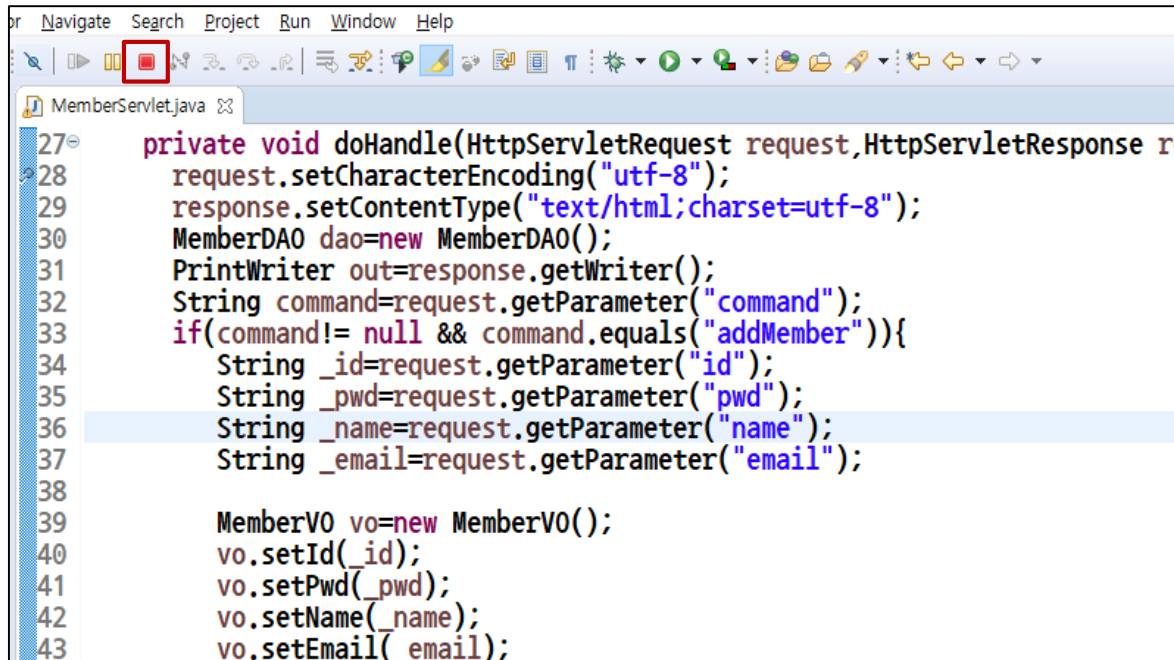 or Navigate Search Project Run Window Help
MemberServlet.java
27 private void doHandle(HttpServletRequest request,HttpServletResponse r
28 request.setCharacterEncoding("utf-8");
29 response.setContentType("text/html;charset=utf-8");
30 MemberDAO dao=new MemberDAO();
31 PrintWriter out=response.getWriter();
32 String command=request.getParameter("command");
33 if(command!= null && command.equals("addMember")){
34 String _id=request.getParameter("id");
35 String _pwd=request.getParameter("pwd");
36 String _name=request.getParameter("name");
37 String _email=request.getParameter("email");
38
39 MemberVO vo=new MemberVO();
40 vo.setId(_id);
41 vo.setPwd(_pwd);
42 vo.setName(_name);
43 vo.setEmail(_email);